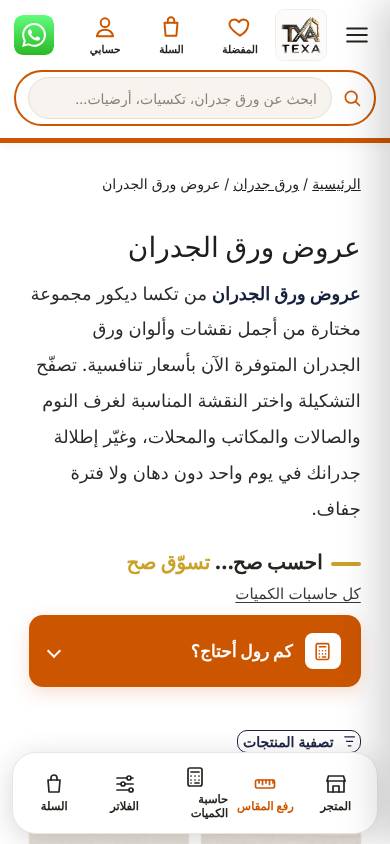 TXA
TEXA
المفضلة
السلة
حسابي
ابحث عن ورق جدران، تكسيات، أرضيات...
الرئيسية / ورق جدران / عروض ورق الجدران
عروض ورق الجدران
عروض ورق الجدران من تكسا ديكور مجموعة
مختارة من أجمل نقشات وألوان ورق
الجدران المتوفرة الآن بأسعار تنافسية. تصفّح
التشكيلة واختر النقشة المناسبة لغرف النوم
والصالات والمكاتب والمحلات، وغيّر إطلالة
جدرانك في يوم واحد دون دهان ولا فترة
جفاف.
احسب صح... تسوّق صح
كل حاسبات الكميات
كم رول أحتاج؟
تصفية المنتجات
المتجر
رفع المقاس
حاسبة
الكميات
الفلاتر
السلة